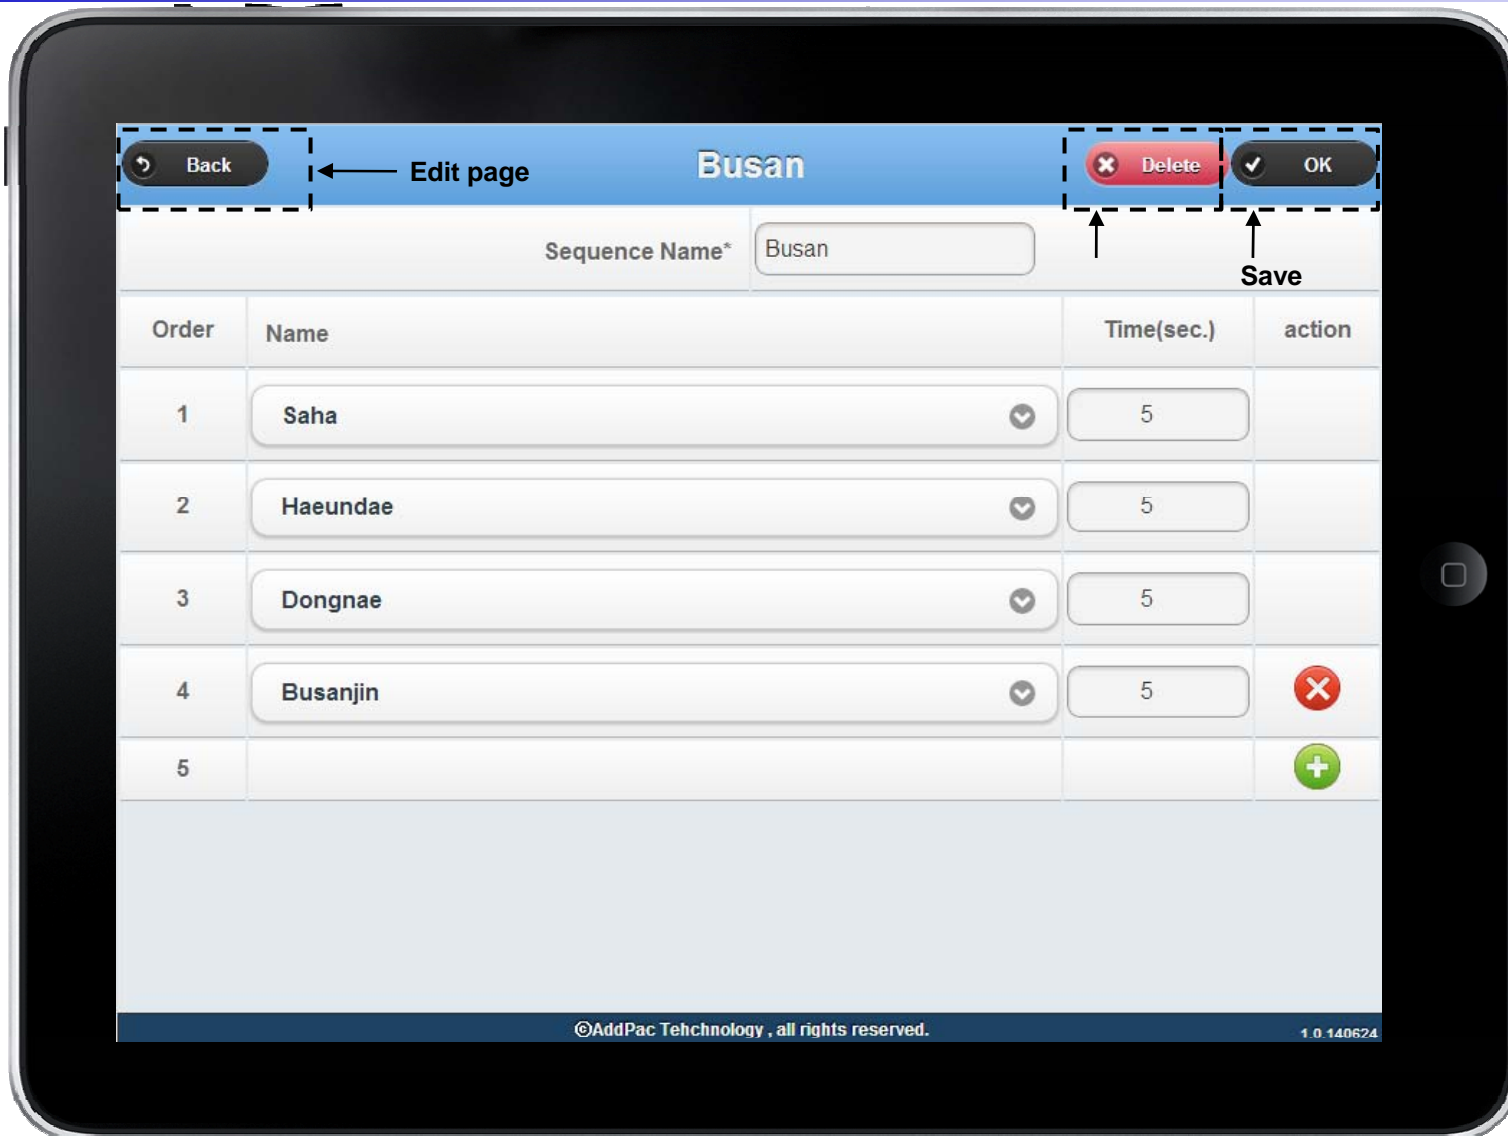 Back
Edit page
Busan
Delete
OK
Sequence Name*
Busan
Save
Order
Name
Time(sec.)
action
1
Saha
5
2
Haeundae
5
3
Dongnae
5
4
Busanjin
5
5
©AddPac Tehchnology , all rights reserved.
1.0.140624